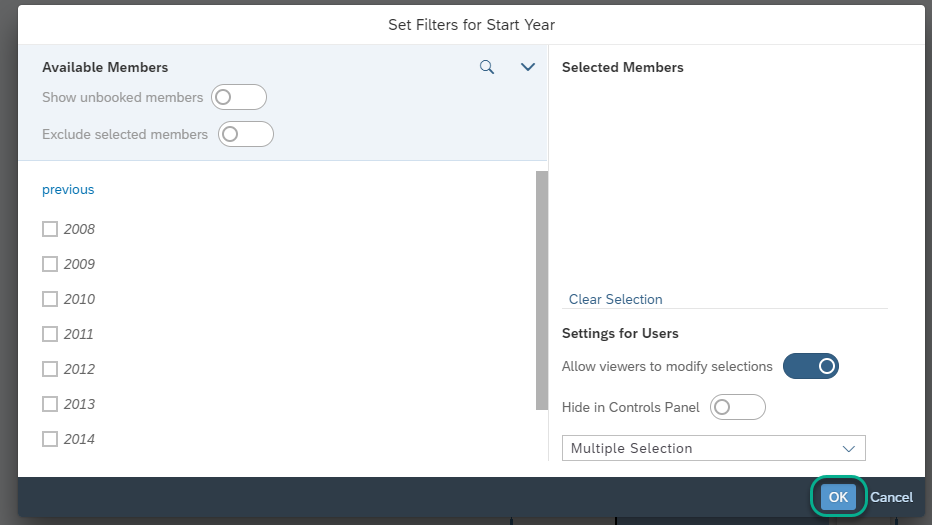 Set Filters for Start Year
Available Members
Show unbooked members
Exclude selected members
previous
2008
2009
2010
2011
2012
2013
2014
Selected Members
Clear Selection
Settings for Users
Allow viewers to modify selections
Hide in Controls Panel
Multiple Selection
OK Cancel